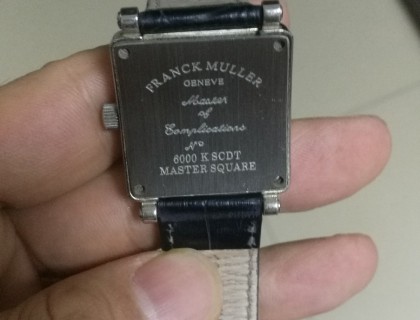 FRANCK MULLER
GENEVE
Master
of
Complications
N°
6000 K SCDT
MASTER SQUARE